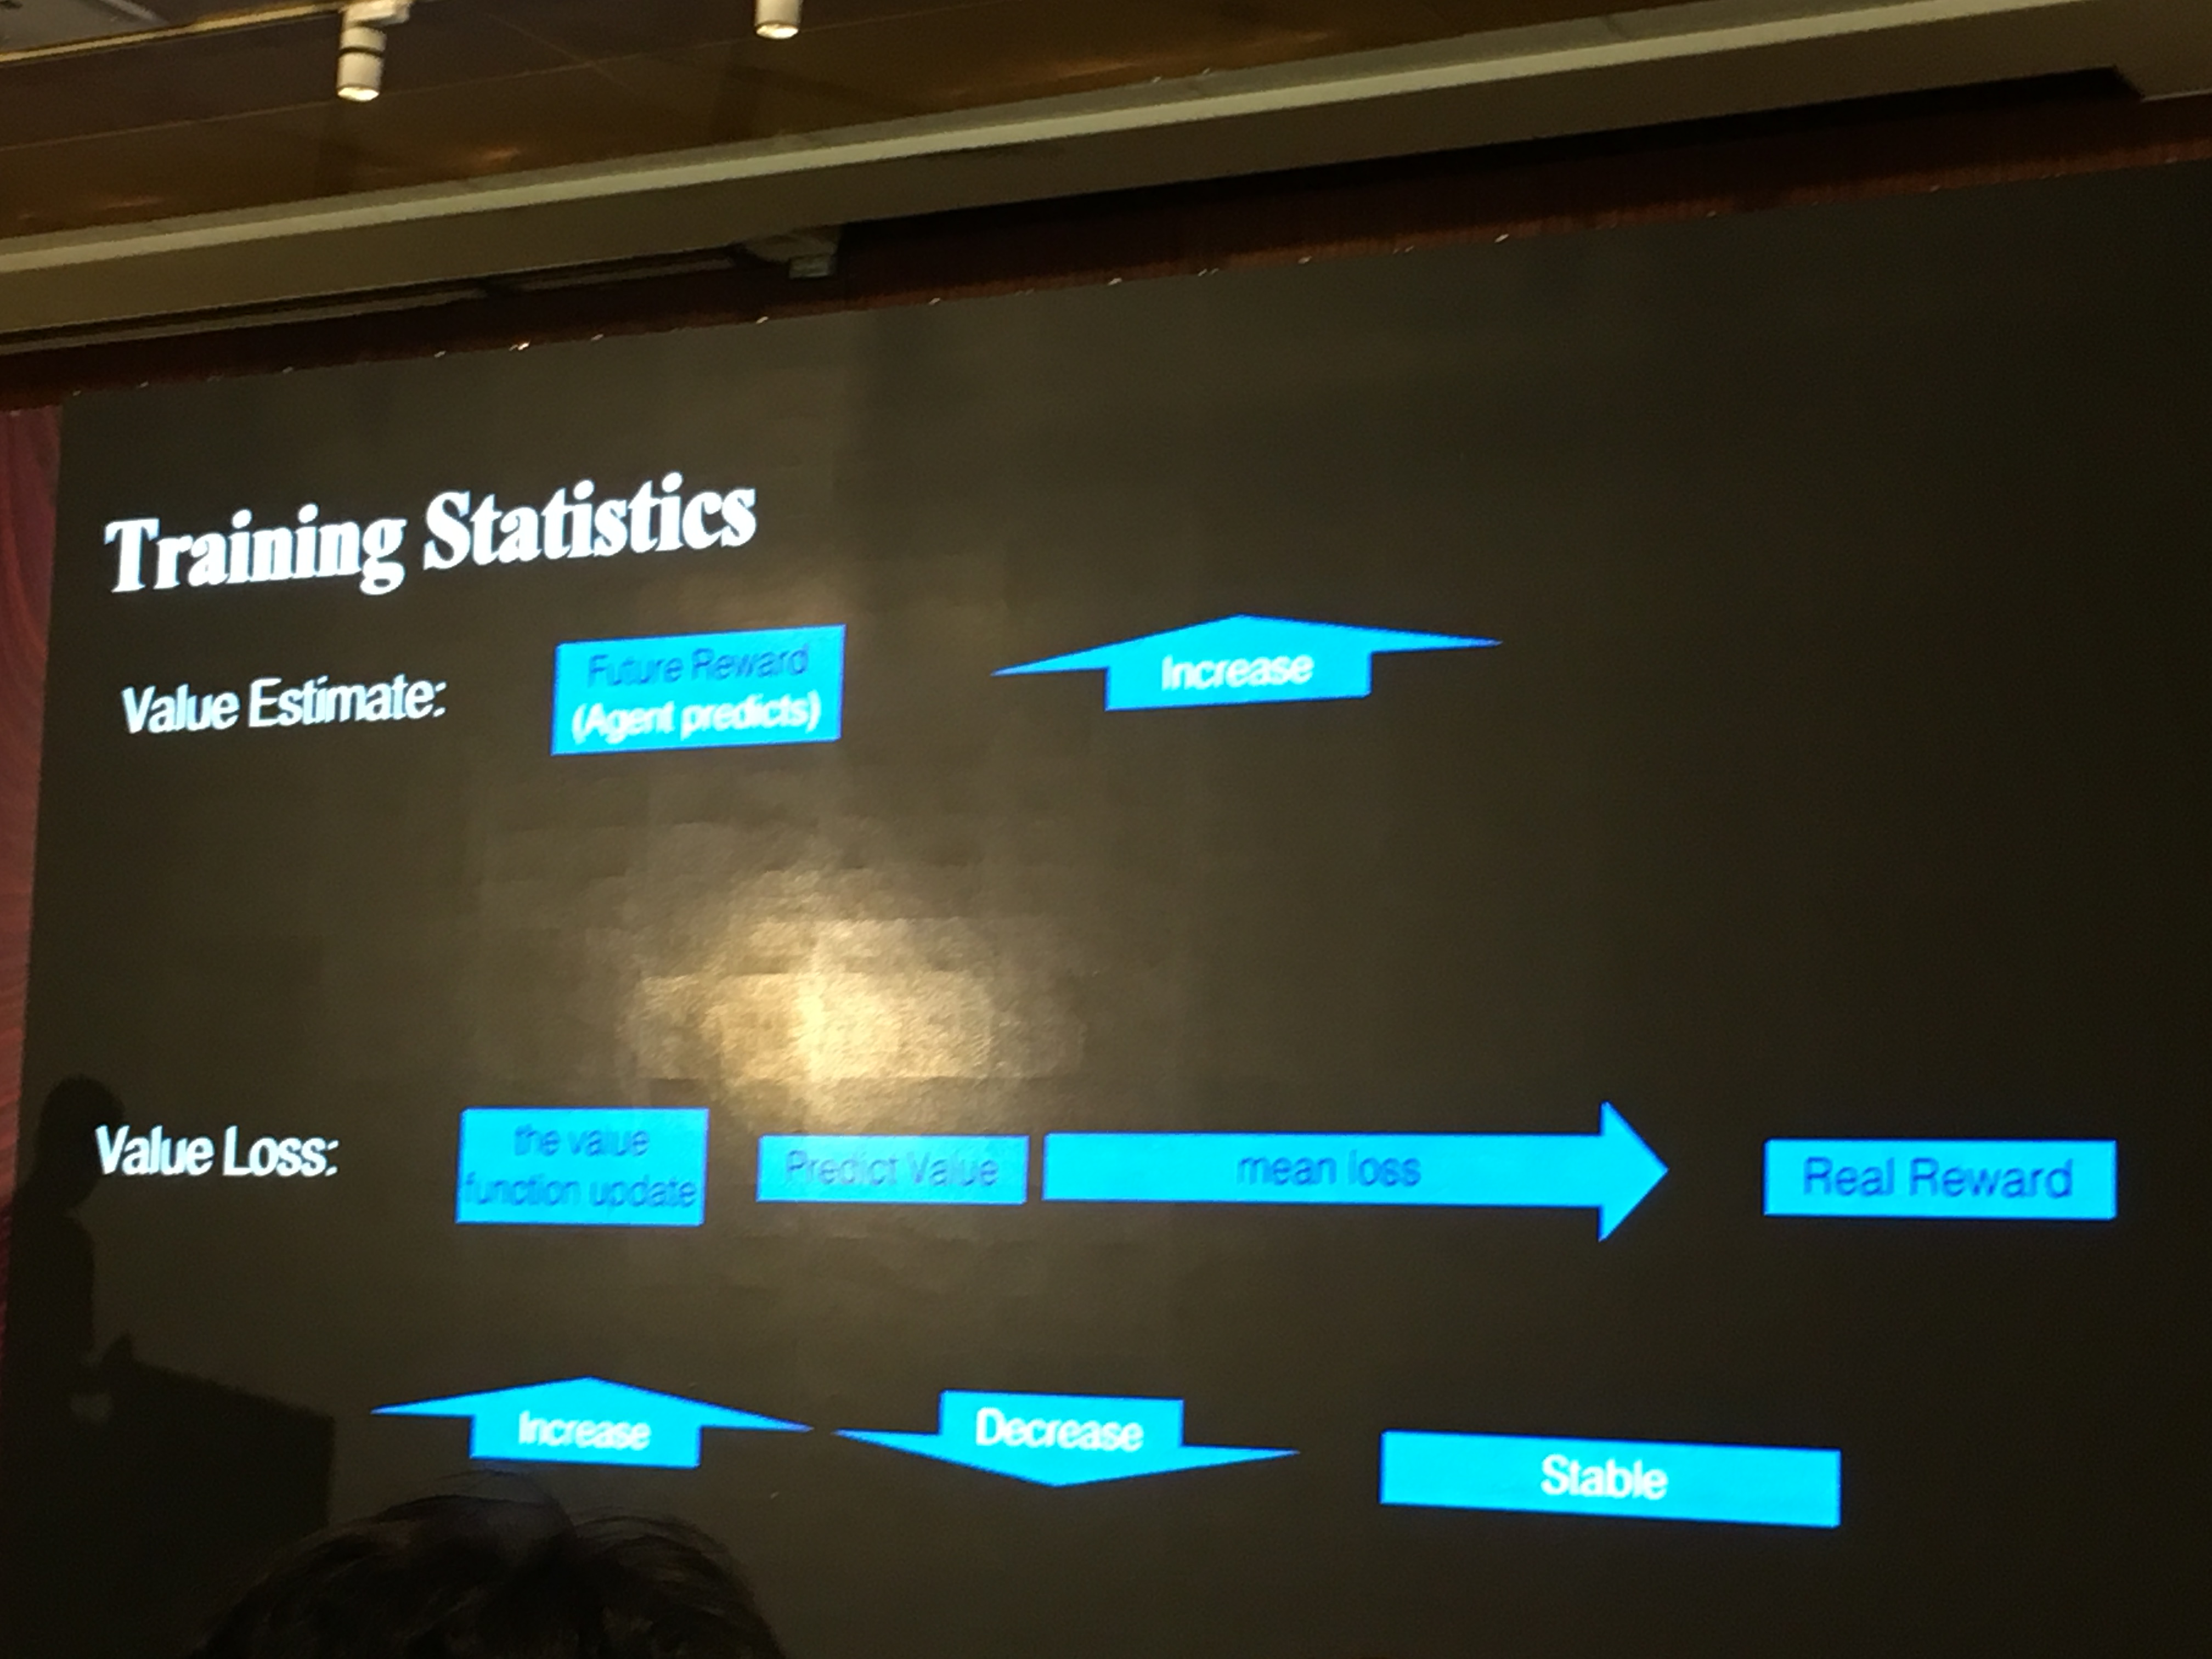 Training Statistics
Value Estimate:
Future Reward
(Agent predicts)
Increase
Value Loss:
the value
function update
Predict Value
mean loss
Real Reward
Increase
Decrease
Stable